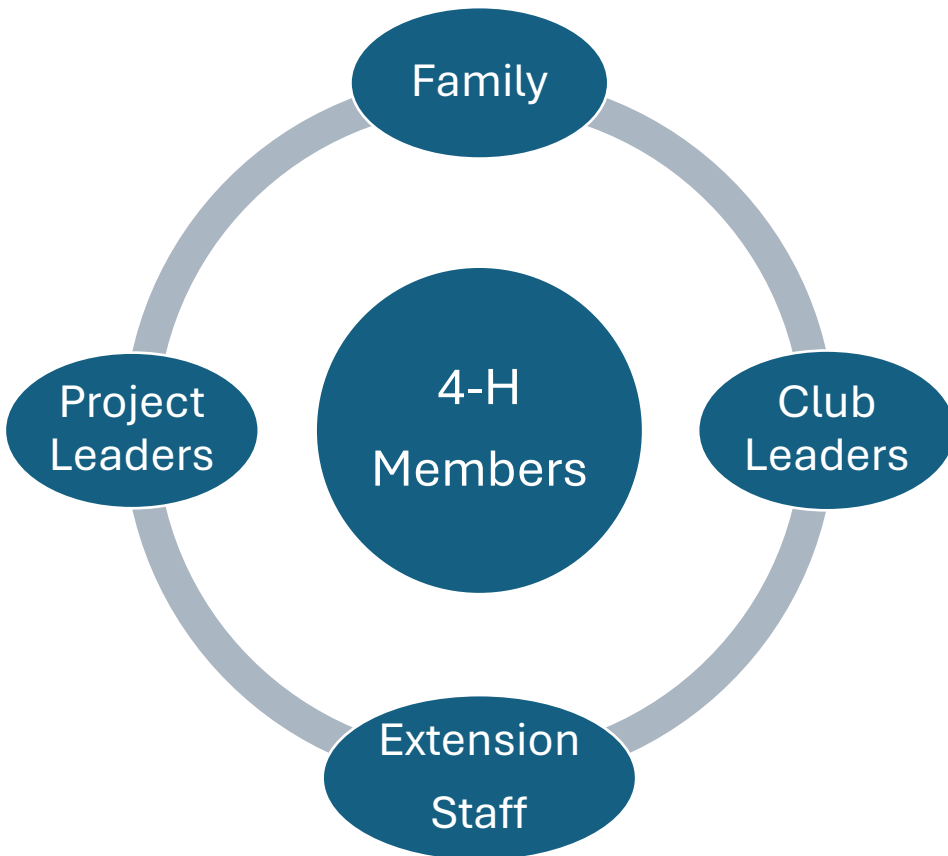 Family
Project
Leaders
4-H
Members
Club
Leaders
Extension
Staff